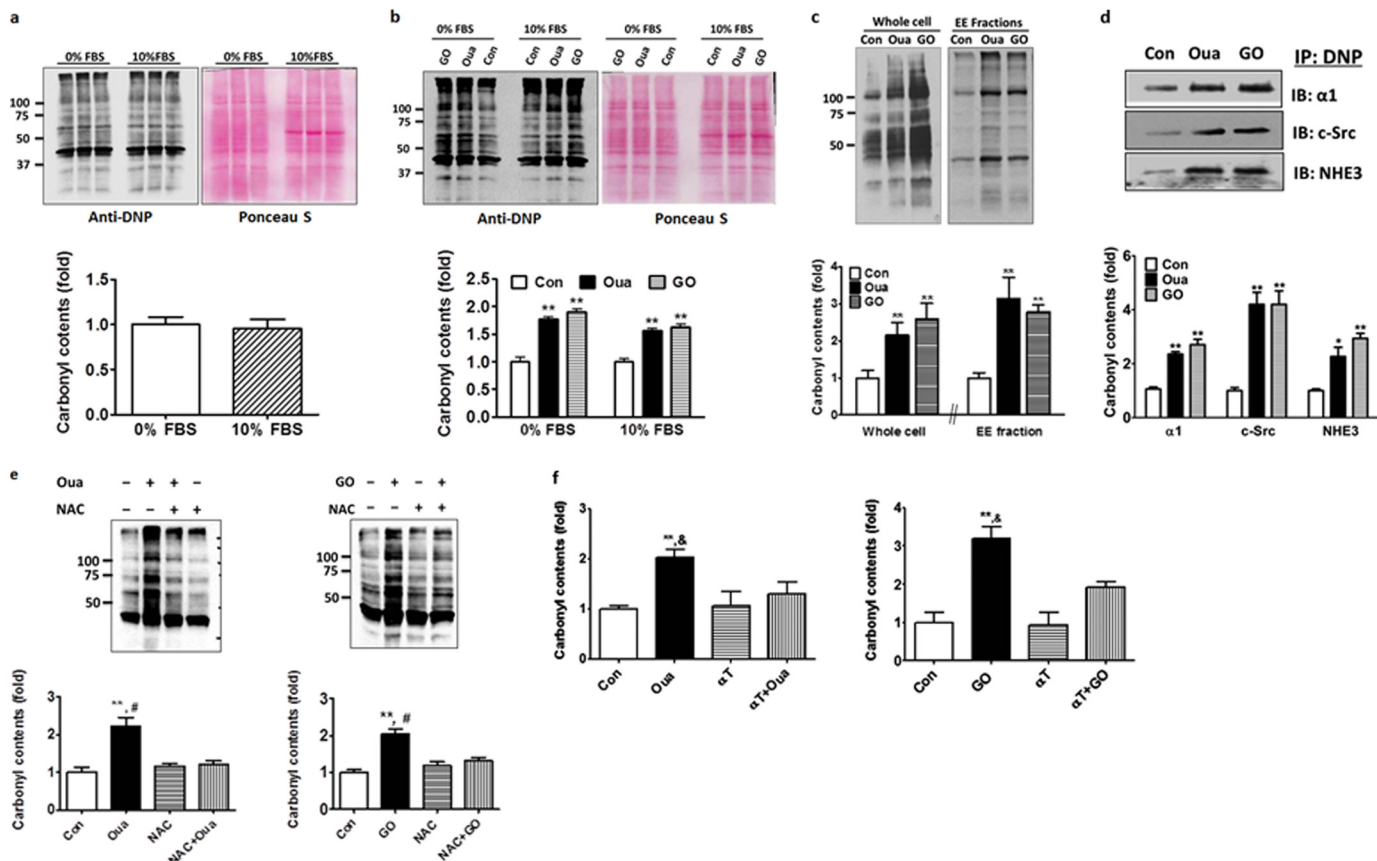 a
0% FBS 10%FBS 0% FBS 10%FBS
100
75
50
37
Anti-DNP Ponceau S
Carbonyl cotents (fold)
1.5
1.0
0.5
0.0
0% FBS 10% FBS
b
0% FBS 10% FBS 0% FBS 10% FBS
GO Oua Con Con Oua GO GO Oua Con Con Oua GO
100
75
50
37
Anti-DNP Ponceau S
Carbonyl contents (fold)
2.5
2.0
1.5
1.0
0.5
0.0
Con Oua GO
** ** ** **
0% FBS 10% FBS
c
Whole cell EE Fractions
Con Oua GO Con Oua GO
100
75
50
Carbonyl contents (fold)
4
3
2
1
0
Con
Oua
GO
** ** ** **
Whole cell // EE fraction
d
Con Oua GO IP: DNP
IB: α1
IB: c-Src
IB: NHE3
Carbonyl contents (fold)
6
4
2
0
Con
Oua
GO
** ** ** ** * **
α1 c-Src NHE3
e
Oua − + + −
NAC − − + +
100
75
50
Carbonyl contents (fold)
3
2
1
0
**, #
Con Oua NAC NAC+Oua
GO − + − +
NAC − − + +
100
75
50
Carbonyl contents (fold)
3
2
1
0
**, #
Con GO NAC NAC+GO
f
Carbonyl contents (fold)
3
2
1
0
**,&
Con Oua αT αT+Oua
Carbonyl contents (fold)
4
3
2
1
0
**,&
Con GO αT αT+GO